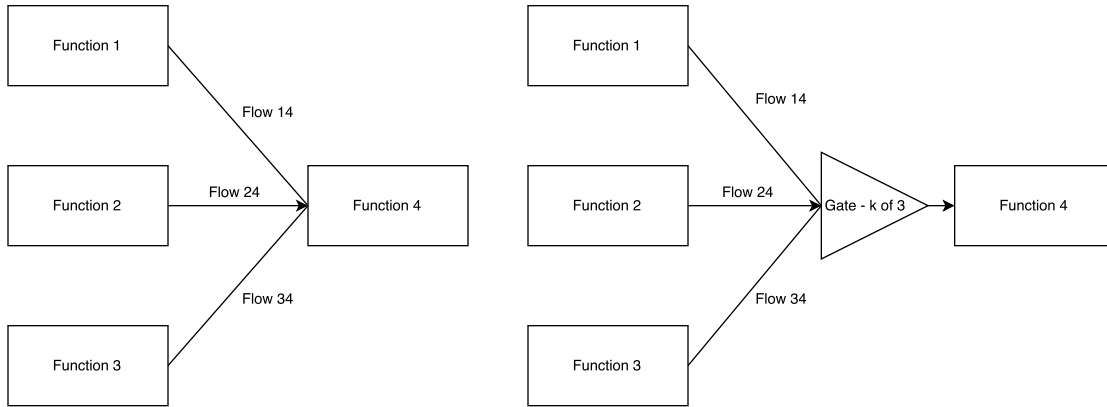 Function 1
Flow 14
Function 2
Flow 24
Function 4
Flow 34
Function 3
Function 1
Flow 14
Function 2
Flow 24
Gate - k of 3
Function 4
Flow 34
Function 3